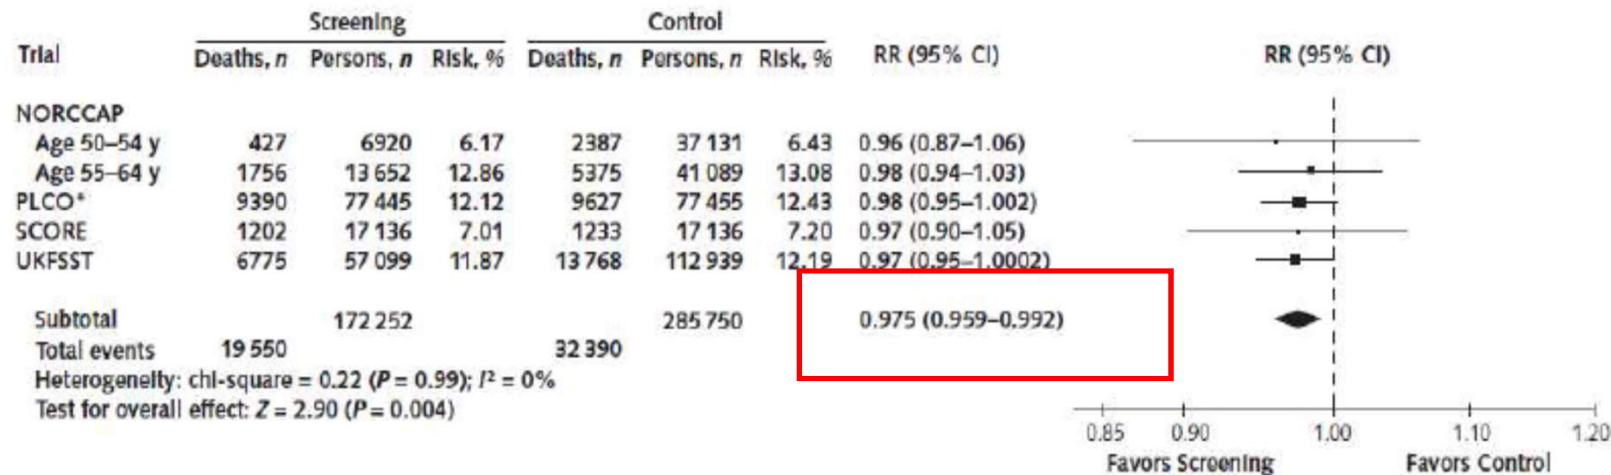 Screening Control
Trial Deaths, n Persons, n Risk, % Deaths, n Persons, n Risk, % RR (95% CI) RR (95% CI)
NORCCAP
Age 50–54 y 427 6920 6.17 2387 37 131 6.43 0.96 (0.87–1.06)
Age 55–64 y 1756 13 652 12.86 5375 41 089 13.08 0.98 (0.94–1.03)
PLCO* 9390 77 445 12.12 9627 77 455 12.43 0.98 (0.95–1.002)
SCORE 1202 17 136 7.01 1233 17 136 7.20 0.97 (0.90–1.05)
UKFSST 6775 57 099 11.87 13 768 112 939 12.19 0.97 (0.95–1.0002)
Subtotal 172 252 285 750 0.975 (0.959–0.992)
Total events 19 550 32 390
Heterogeneity: chi-square = 0.22 (P = 0.99); I² = 0%
Test for overall effect: Z = 2.90 (P = 0.004)
0.85 0.90 1.00 1.10 1.20
Favors Screening Favors Control